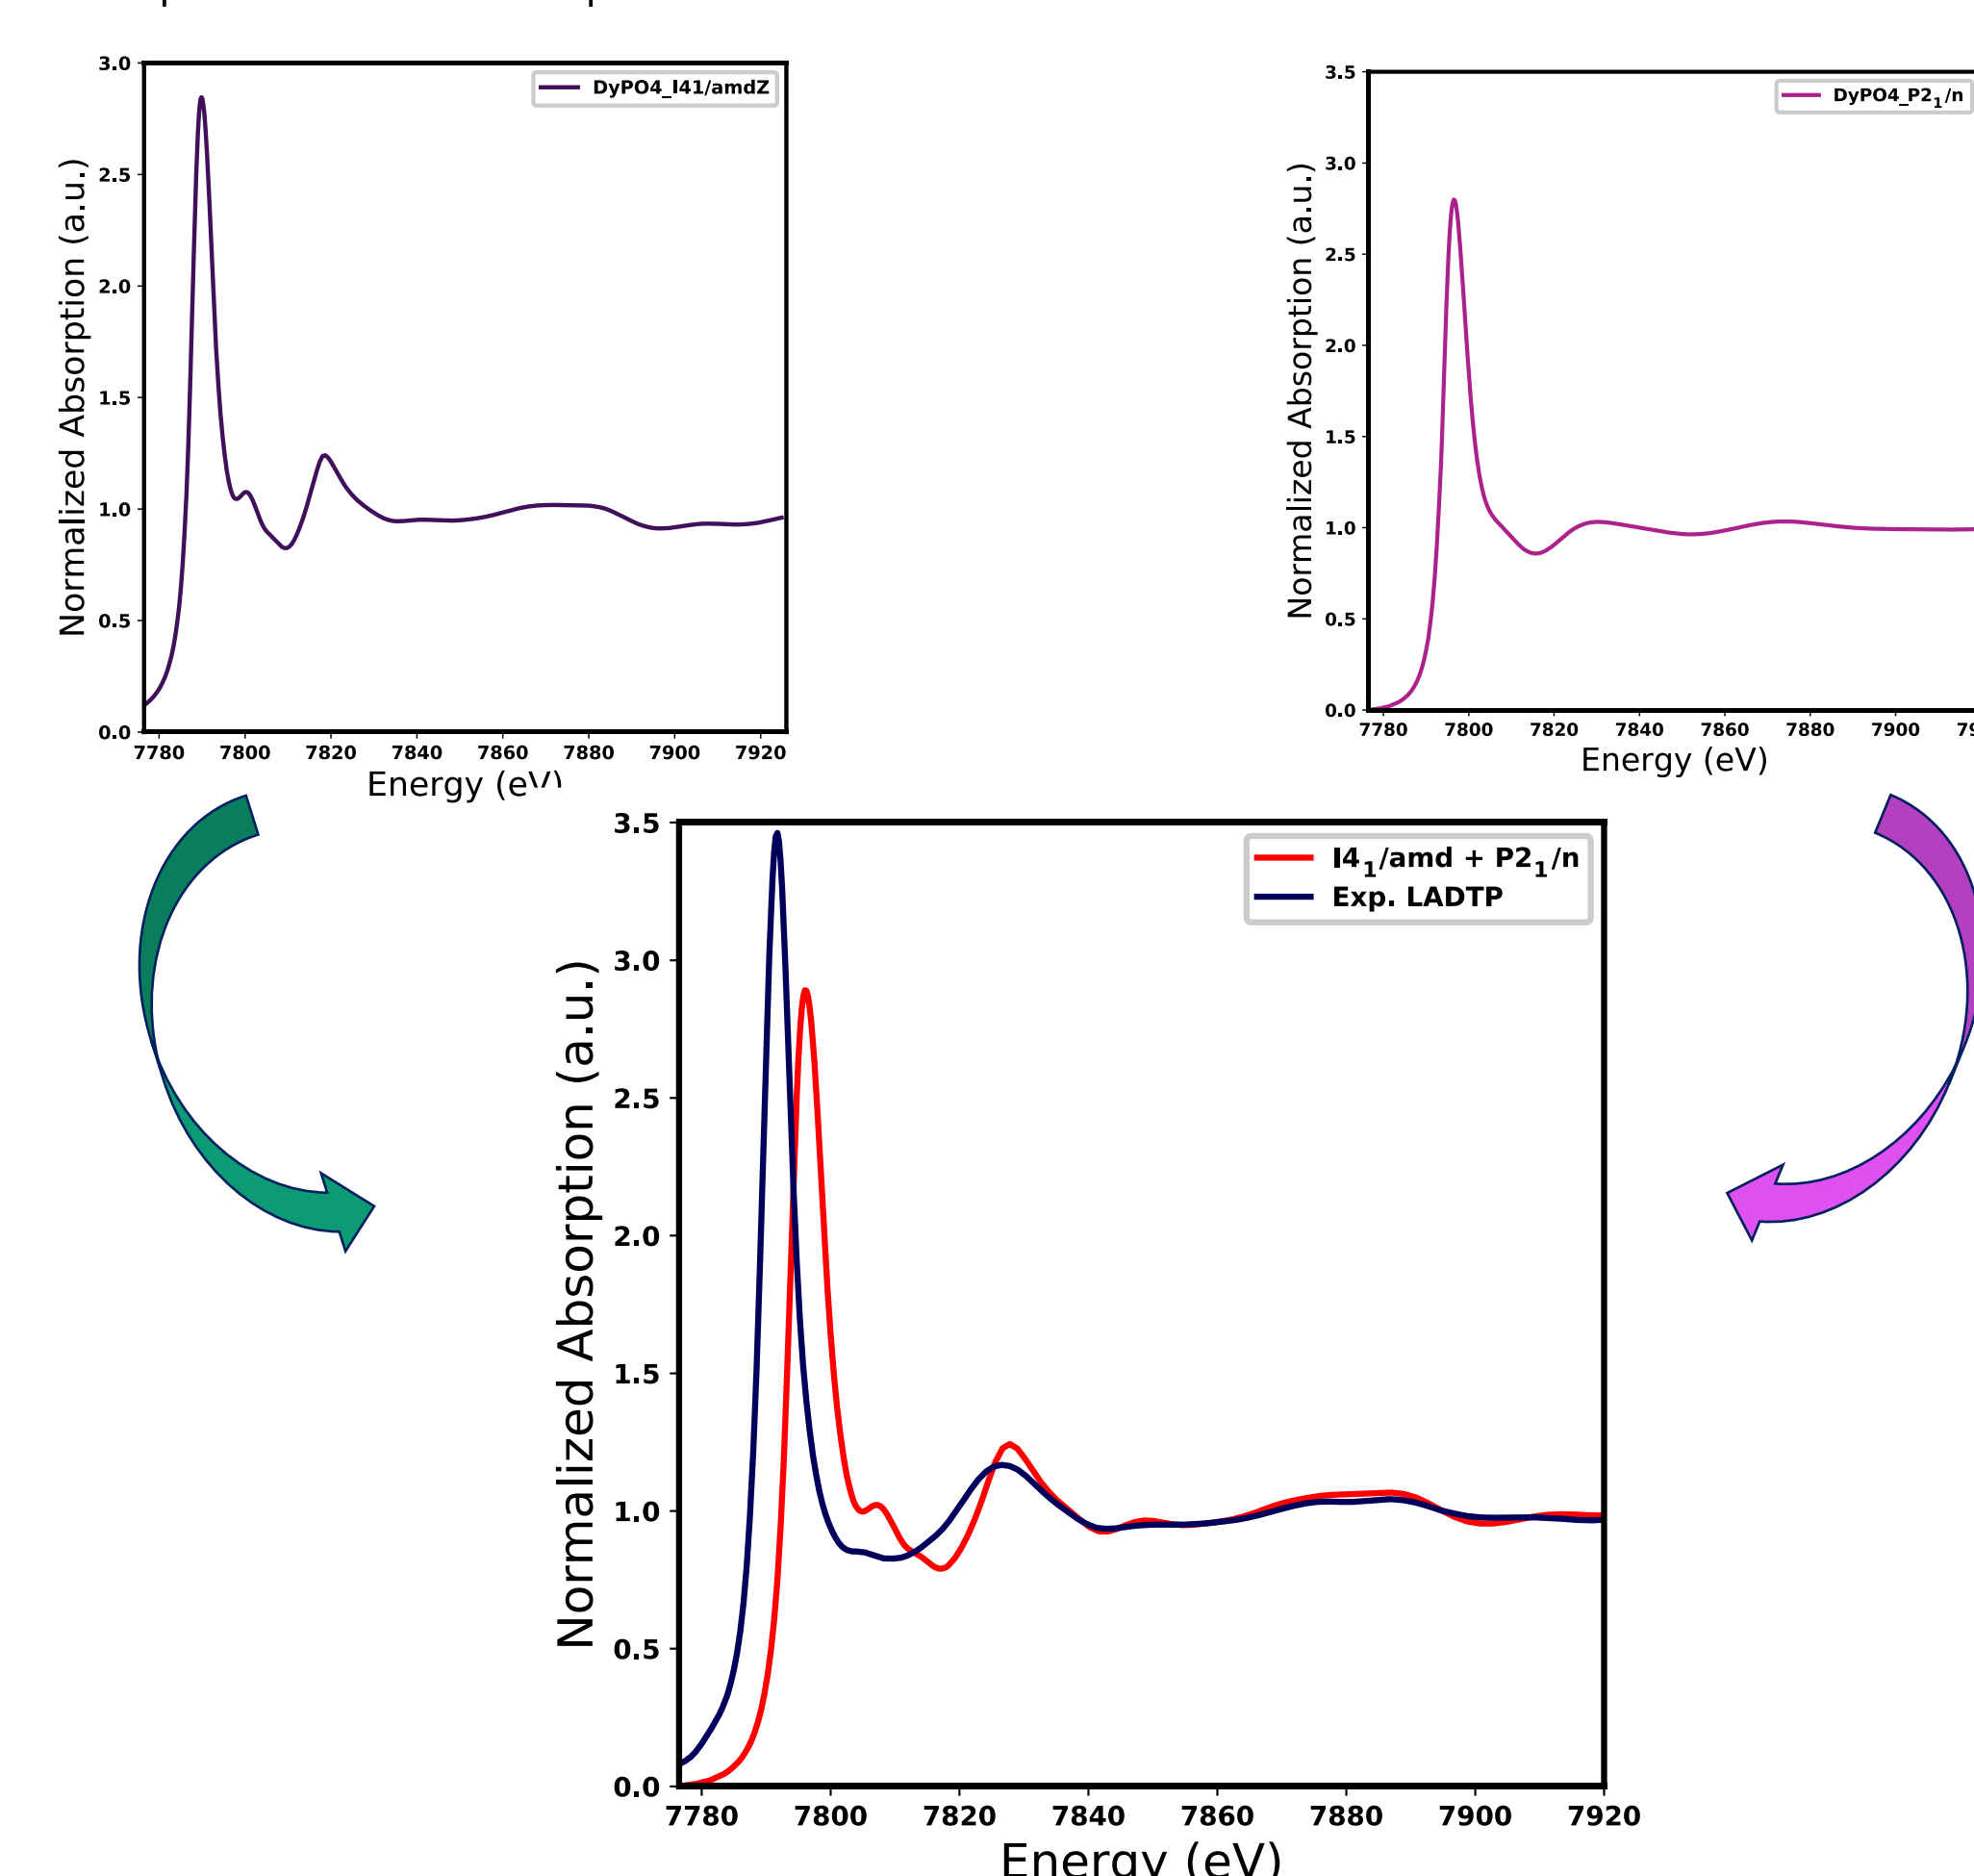 3.0
2.5
2.0
1.5
1.0
0.5
0.0
Normalized Absorption (a.u.)
DyPO4_I41/amdZ
7780 7800 7820 7840 7860 7880 7900 7920
Energy
3.5
3.0
2.5
2.0
1.5
1.0
0.5
0.0
Normalized Absorption (a.u.)
DyPO4_P2₁/n
7780 7800 7820 7840 7860 7880 7900
Energy (eV)
3.5
3.0
2.5
2.0
1.5
1.0
0.5
0.0
Normalized Absorption (a.u.)
I4₁/amd + P2₁/n
Exp. LADTP
7780 7800 7820 7840 7860 7880 7900 7920
Energy (eV)